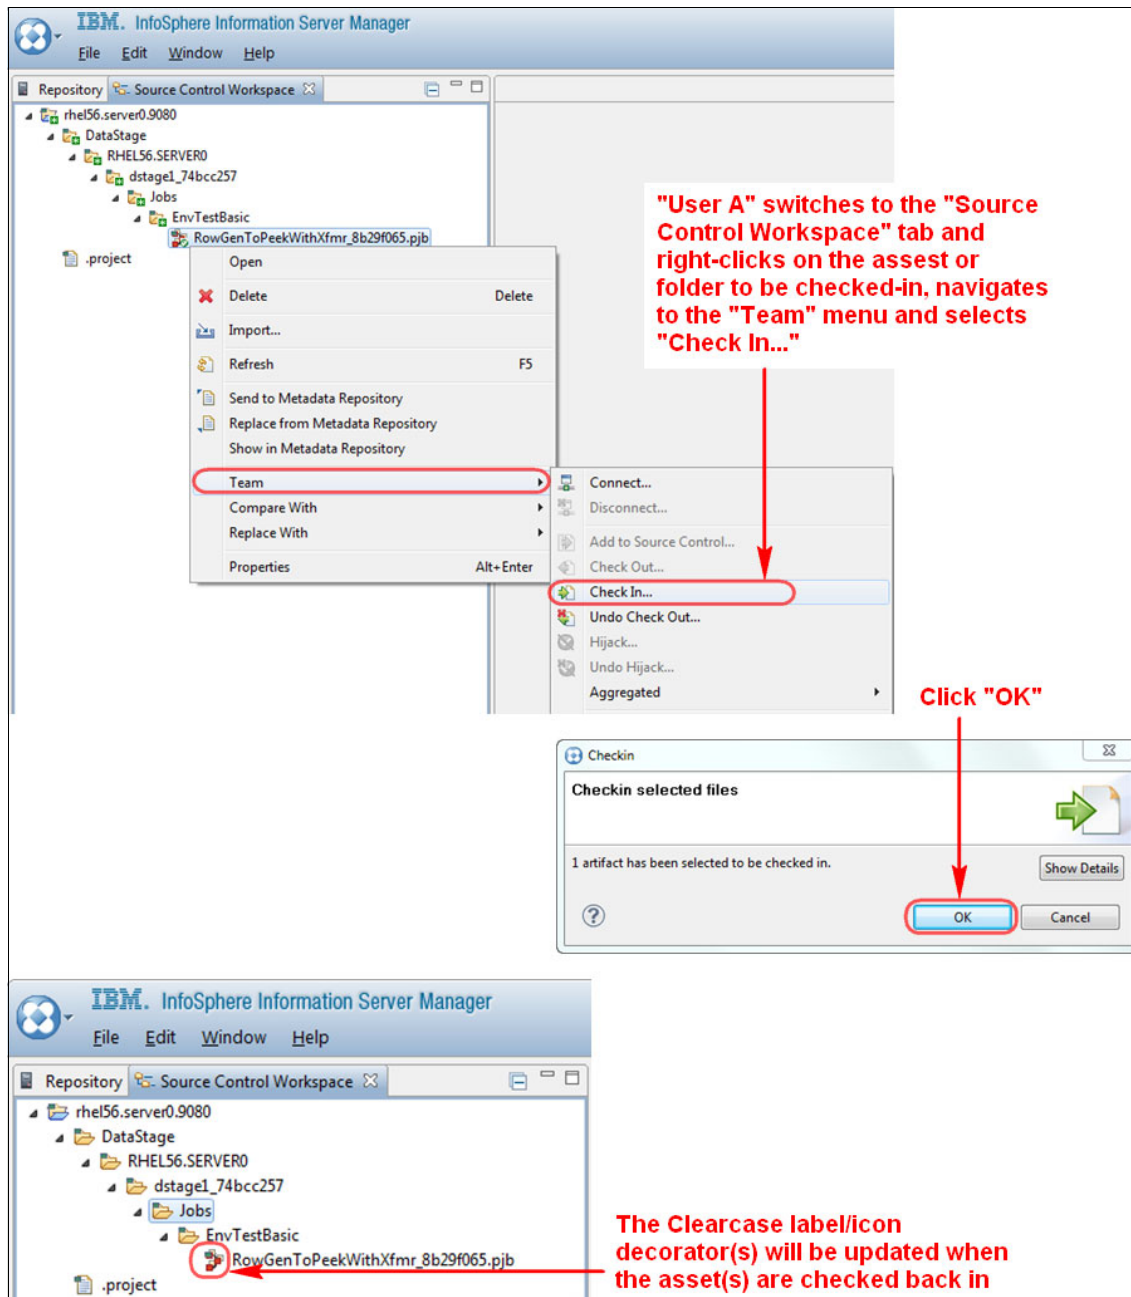 IBM. InfoSphere Information Server Manager
File Edit Window Help
Repository Source Control Workspace
rhel56.server0.9080
DataStage
RHEL56.SERVER0
dstage1_74bcc257
Jobs
EnvTestBasic
RowGenToPeekWithXfmr_8b29f065.pjb
.project
Open
Delete Delete
Import...
Refresh F5
Send to Metadata Repository
Replace from Metadata Repository
Show in Metadata Repository
Team
Compare With
Replace With
Properties Alt+Enter
"User A" switches to the "Source
Control Workspace" tab and
right-clicks on the assest or
folder to be checked-in, navigates
to the "Team" menu and selects
"Check In..."
Connect...
Disconnect...
Add to Source Control...
Check Out...
Check In...
Undo Check Out...
Hijack...
Undo Hijack...
Aggregated
Click "OK"
Checkin
Checkin selected files
1 artifact has been selected to be checked in.
Show Details
OK Cancel
IBM. InfoSphere Information Server Manager
File Edit Window Help
Repository Source Control Workspace
rhel56.server0.9080
DataStage
RHEL56.SERVER0
dstage1_74bcc257
Jobs
EnvTestBasic
RowGenToPeekWithXfmr_8b29f065.pjb
.project
The Clearcase label/icon
decorator(s) will be updated when
the asset(s) are checked back in